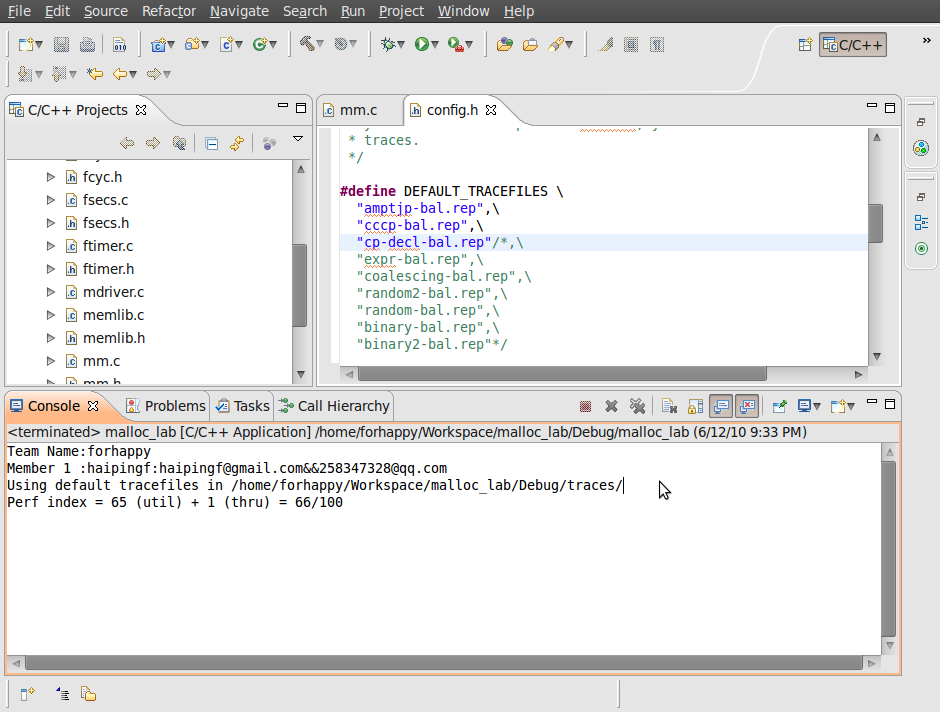 File Edit Source Refactor Navigate Search Run Project Window Help
C/C++
C/C++ Projects
fcyc.h
fsecs.c
fsecs.h
ftimer.c
ftimer.h
mdriver.c
memlib.c
memlib.h
mm.c
mm.h
mm.c config.h
* traces.
*/
#define DEFAULT_TRACEFILES \
"amptjp-bal.rep",\
"cccp-bal.rep",\
"cp-decl-bal.rep"/*,\
"expr-bal.rep",\
"coalescing-bal.rep",\
"random2-bal.rep",\
"random-bal.rep",\
"binary-bal.rep",\
"binary2-bal.rep"*/
Console Problems Tasks Call Hierarchy
<terminated> malloc_lab [C/C++ Application] /home/forhappy/Workspace/malloc_lab/Debug/malloc_lab (6/12/10 9:33 PM)
Team Name:forhappy
Member 1 :haipingf:haipingf@gmail.com&&258347328@qq.com
Using default tracefiles in /home/forhappy/Workspace/malloc_lab/Debug/traces/
Perf index = 65 (util) + 1 (thru) = 66/100